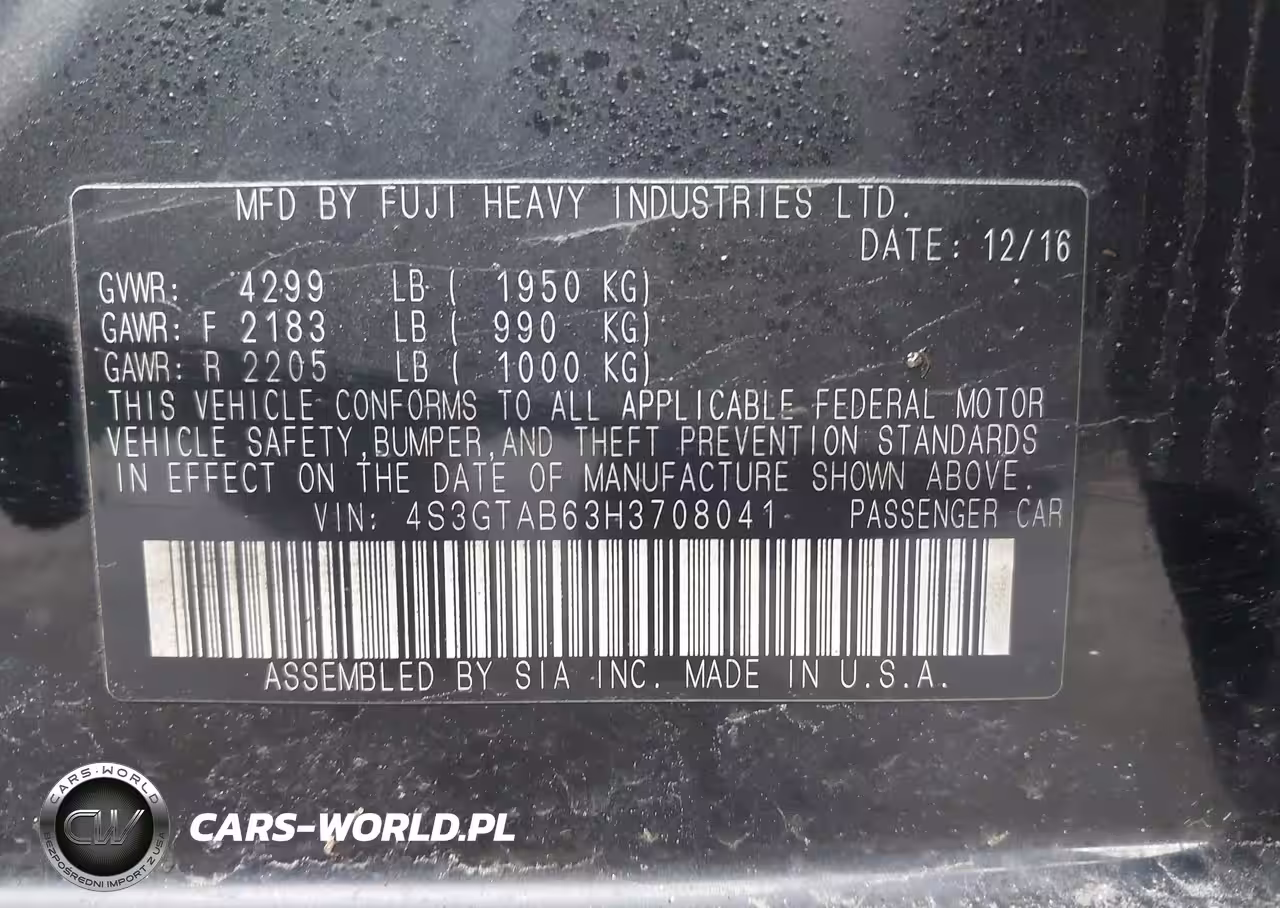 MFD BY FUJI HEAVY INDUSTRIES LTD.
DATE: 12/16
GVWR: 4299 LB ( 1950 KG)
GAWR: F 2183 LB ( 990 KG)
GAWR: R 2205 LB ( 1000 KG)
THIS VEHICLE CONFORMS TO ALL APPLICABLE FEDERAL MOTOR
VEHICLE SAFETY,BUMPER,AND THEFT PREVENTION STANDARDS
IN EFFECT ON THE DATE OF MANUFACTURE SHOWN ABOVE.
VIN: 4S3GTAB63H3708041 PASSENGER CAR
ASSEMBLED BY SIA INC. MADE IN U.S.A.
CARS-WORLD
CW
BEZPOŚREDNI IMPORT Z USA
CARS-WORLD.PL